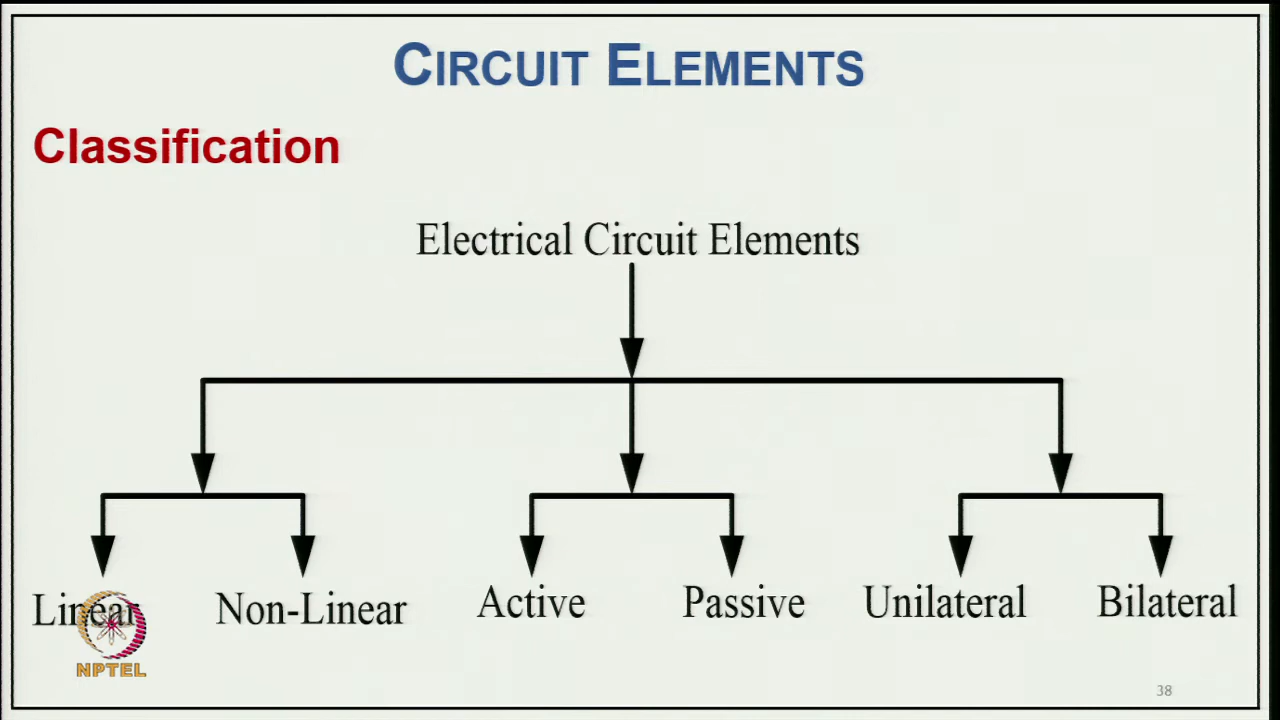 CIRCUIT ELEMENTS
Classification
Electrical Circuit Elements
Linear Non-Linear Active Passive Unilateral Bilateral
NPTEL
38